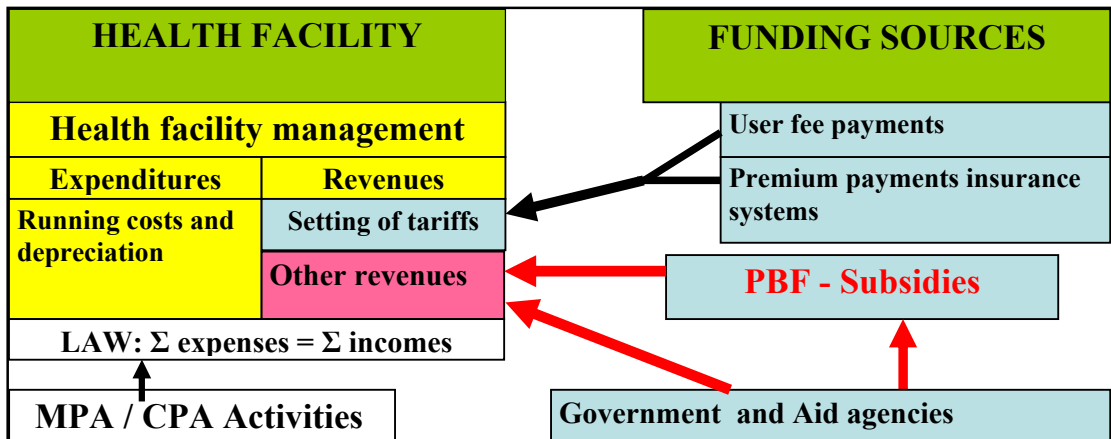 HEALTH FACILITY
FUNDING SOURCES
Health facility management
User fee payments
Expenditures
Revenues
Premium payments insurance
systems
Running costs and
depreciation
Setting of tariffs
Other revenues
PBF - Subsidies
LAW: Σ expenses = Σ incomes
MPA / CPA Activities
Government and Aid agencies